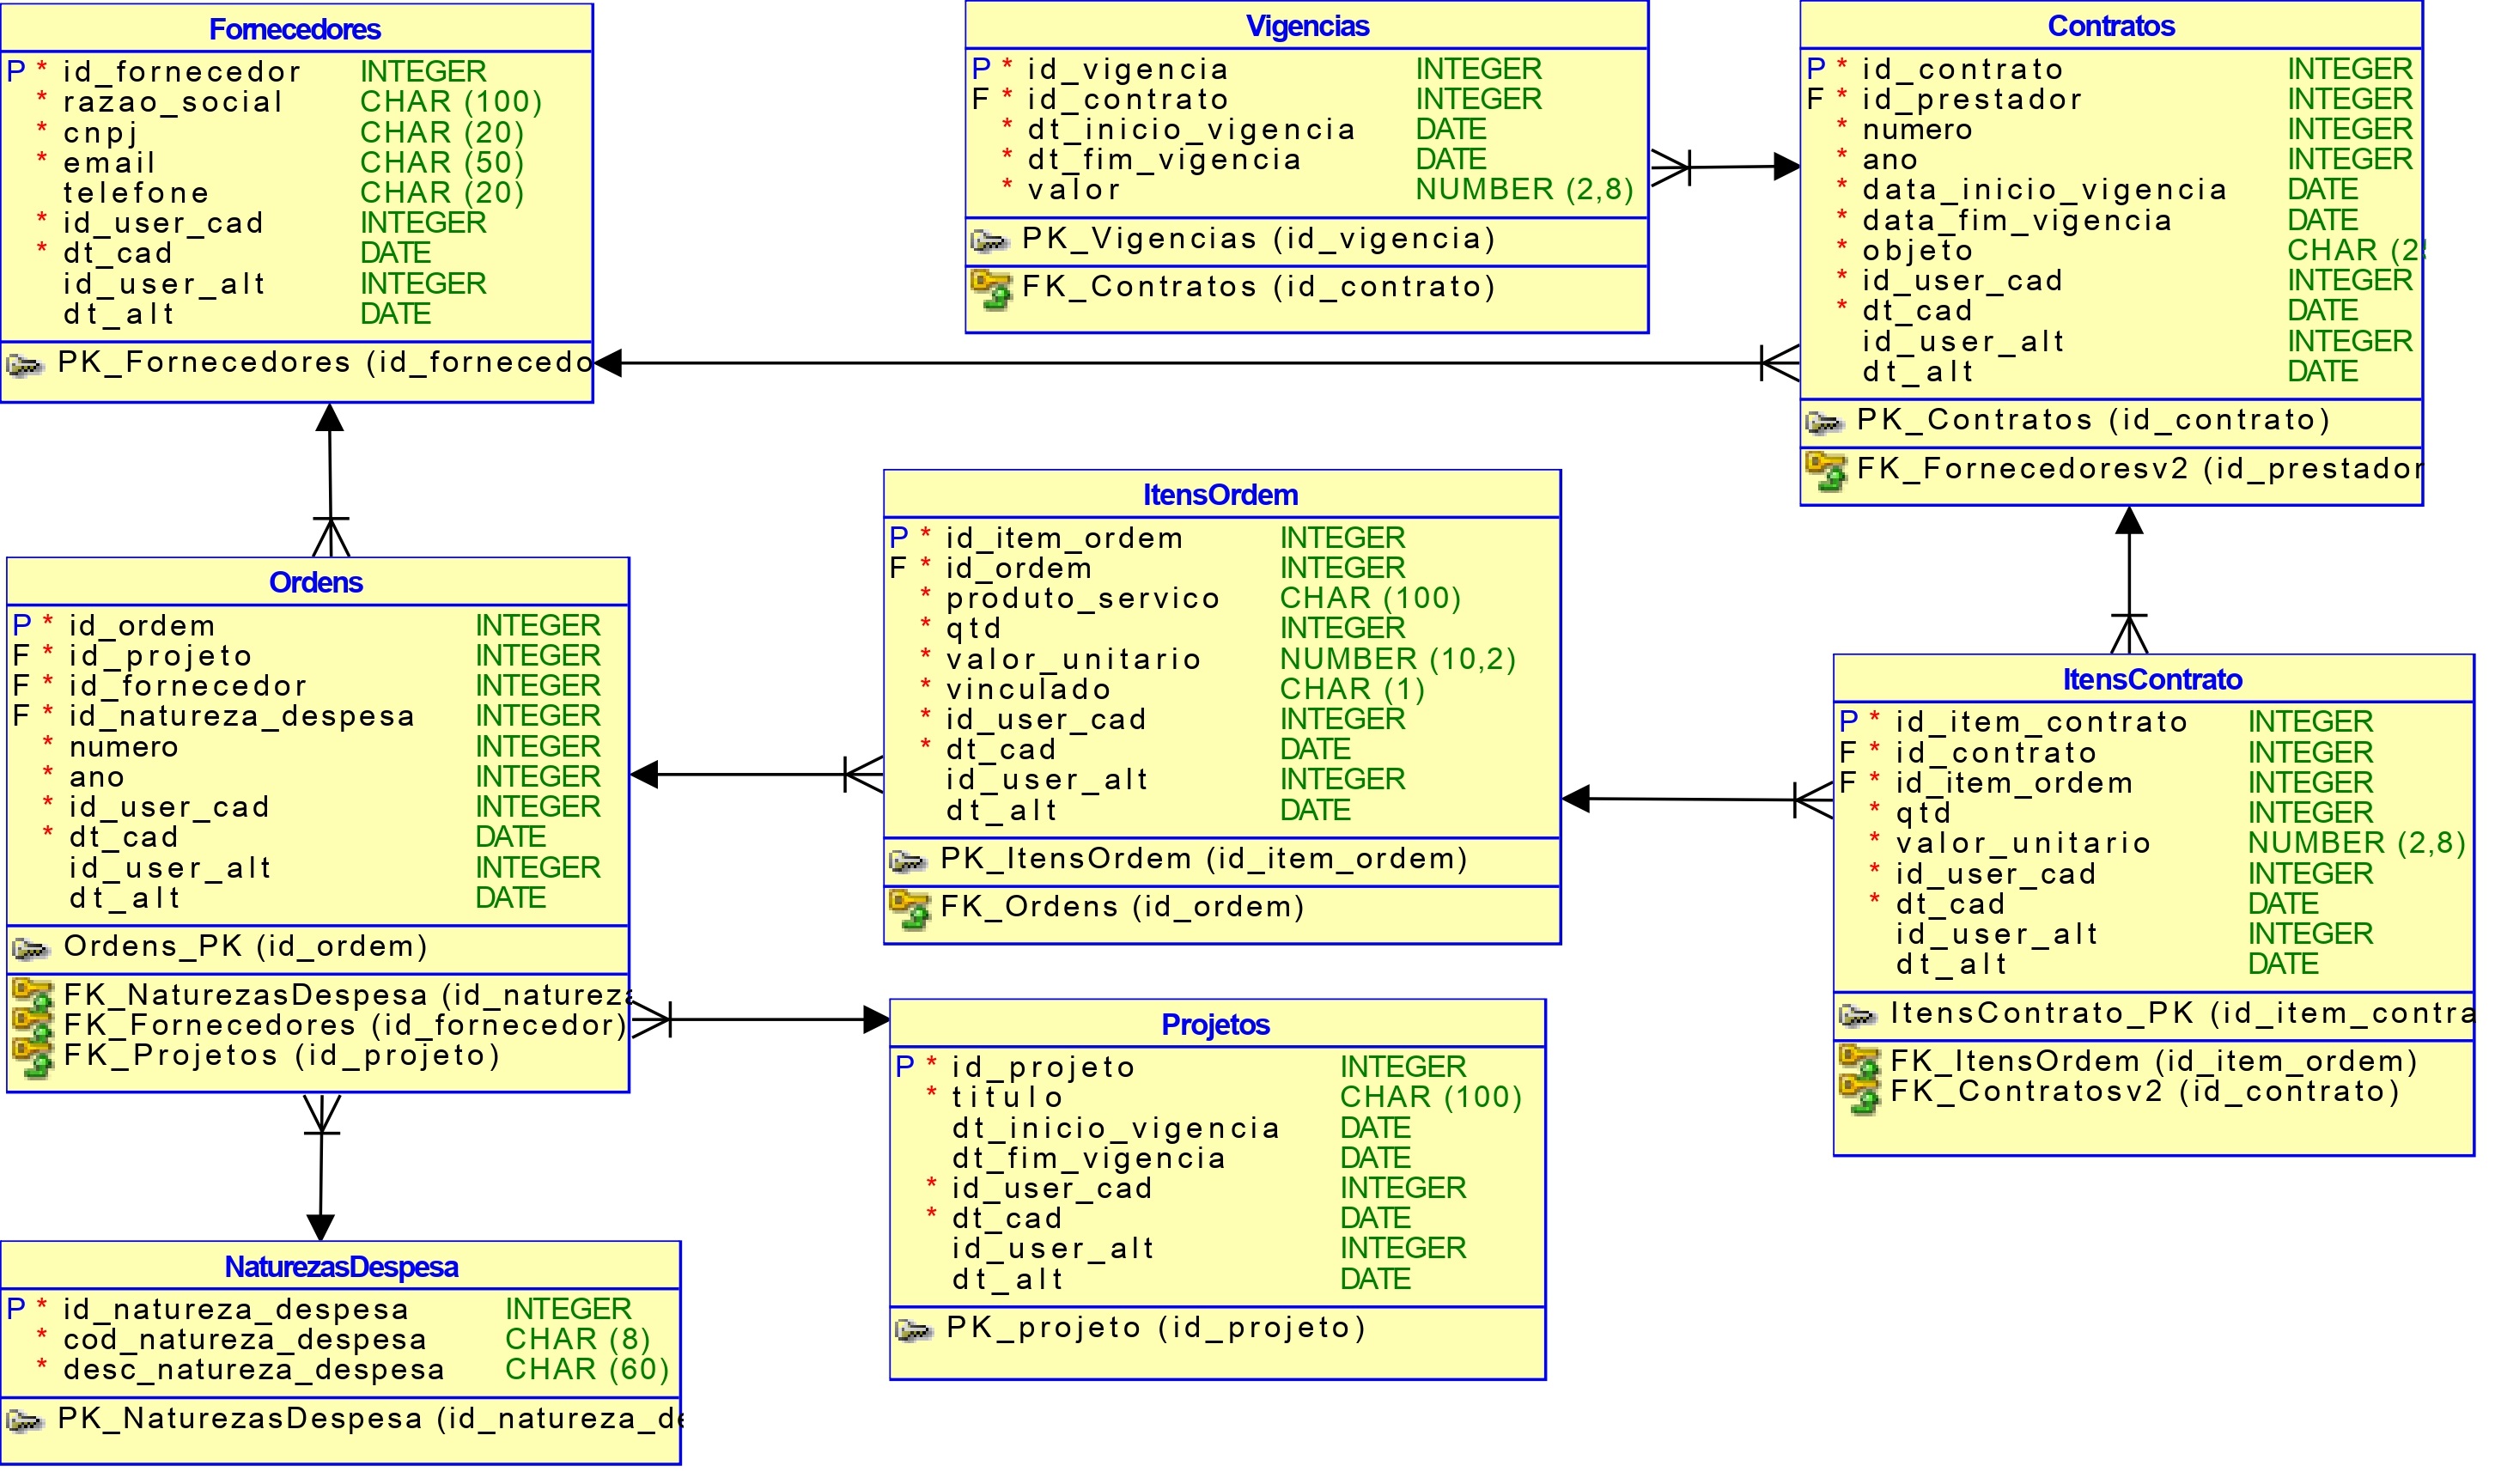 Fornecedores
P * id_fornecedor INTEGER
* razao_social CHAR (100)
* cnpj CHAR (20)
* email CHAR (50)
telefone CHAR (20)
* id_user_cad INTEGER
* dt_cad DATE
id_user_alt INTEGER
dt_alt DATE
PK_Fornecedores (id_fornecedo
Vigencias
P * id_vigencia INTEGER
F * id_contrato INTEGER
* dt_inicio_vigencia DATE
* dt_fim_vigencia DATE
* valor NUMBER (2,8)
PK_Vigencias (id_vigencia)
FK_Contratos (id_contrato)
Contratos
P * id_contrato INTEGER
F * id_prestador INTEGER
* numero INTEGER
* ano INTEGER
* data_inicio_vigencia DATE
* data_fim_vigencia DATE
* objeto CHAR (2
* id_user_cad INTEGER
* dt_cad DATE
id_user_alt INTEGER
dt_alt DATE
PK_Contratos (id_contrato)
FK_Fornecedoresv2 (id_prestador
Ordens
P * id_ordem INTEGER
F * id_projeto INTEGER
F * id_fornecedor INTEGER
F * id_natureza_despesa INTEGER
* numero INTEGER
* ano INTEGER
* id_user_cad INTEGER
* dt_cad DATE
id_user_alt INTEGER
dt_alt DATE
Ordens_PK (id_ordem)
FK_NaturezasDespesa (id_natureza
FK_Fornecedores (id_fornecedor)
FK_Projetos (id_projeto)
ItensOrdem
P * id_item_ordem INTEGER
F * id_ordem INTEGER
* produto_servico CHAR (100)
* qtd INTEGER
* valor_unitario NUMBER (10,2)
* vinculado CHAR (1)
* id_user_cad INTEGER
* dt_cad DATE
id_user_alt INTEGER
dt_alt DATE
PK_ItensOrdem (id_item_ordem)
FK_Ordens (id_ordem)
ItensContrato
P * id_item_contrato INTEGER
F * id_contrato INTEGER
F * id_item_ordem INTEGER
* qtd INTEGER
* valor_unitario NUMBER (2,8)
* id_user_cad INTEGER
* dt_cad DATE
id_user_alt INTEGER
dt_alt DATE
ItensContrato_PK (id_item_contra
FK_ItensOrdem (id_item_ordem)
FK_Contratosv2 (id_contrato)
Projetos
P * id_projeto INTEGER
* titulo CHAR (100)
dt_inicio_vigencia DATE
dt_fim_vigencia DATE
* id_user_cad INTEGER
* dt_cad DATE
id_user_alt INTEGER
dt_alt DATE
PK_projeto (id_projeto)
NaturezasDespesa
P * id_natureza_despesa INTEGER
* cod_natureza_despesa CHAR (8)
* desc_natureza_despesa CHAR (60)
PK_NaturezasDespesa (id_natureza_de